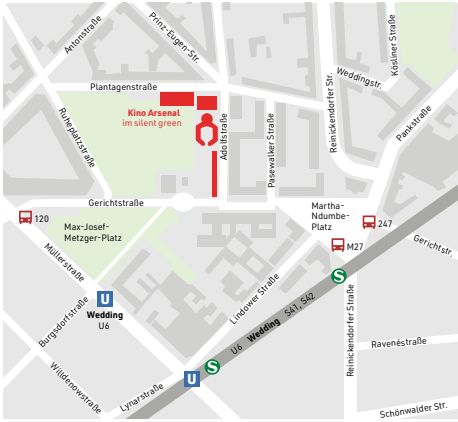 Antonstraße
Prinz-Eugen-Str.
Kösliner Straße
Weddingstr.
Plantagenstraße
Reinickendorfer Str.
Pankstraße
Kino Arsenal
im silent green
Adolfstraße
Pasewalker Straße
Ruheplatzstraße
Gerichtstraße
Martha-
Ndumbe-
Platz
120
247
Max-Josef-
Metzger-Platz
M27
Gerichtstr.
Müllerstraße
S
U
Wedding
U6
Lindower Straße
S41, S42
U6 Wedding
Burgsdorfstraße
Reinickendorfer Straße
Ravenéstraße
S
U
Willdenowstraße
Lynarstraße
Schönwalder Str.